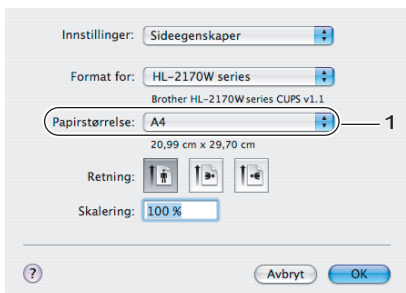 Innstillinger: Sideegenskaper
Format for: HL-2170W series
Brother HL-2170W series CUPS v1.1
Papirstørrelse: A4 1
20,99 cm x 29,70 cm
Retning:
Skalering: 100 %
? Avbryt OK